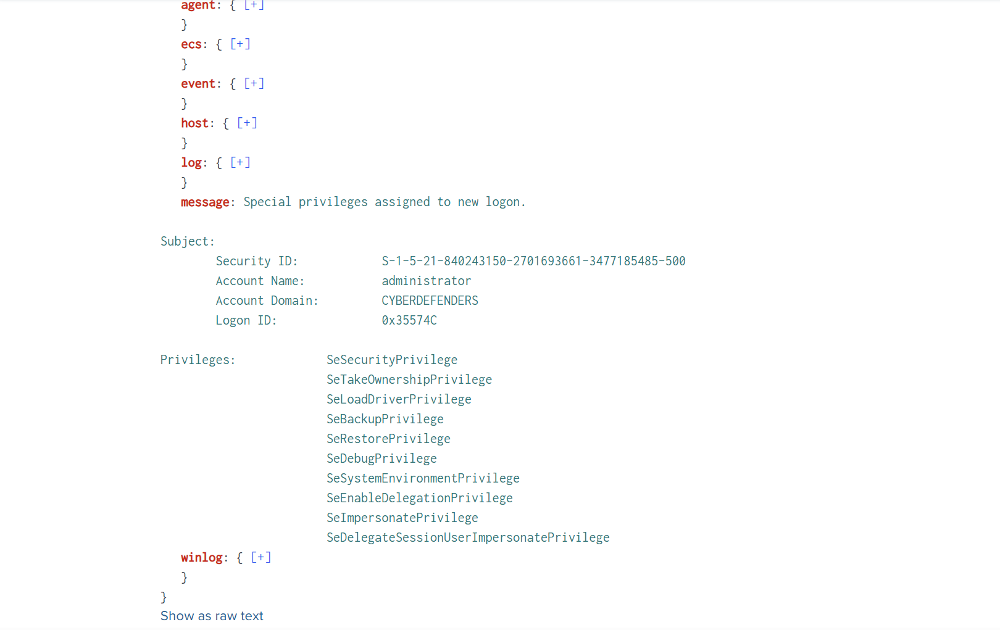 agent: { [+]
}
ecs: { [+]
}
event: { [+]
}
host: { [+]
}
log: { [+]
}
message: Special privileges assigned to new logon.
Subject:
Security ID: S-1-5-21-840243150-2701693661-3477185485-500
Account Name: administrator
Account Domain: CYBERDEFENDERS
Logon ID: 0x35574C
Privileges: SeSecurityPrivilege
SeTakeOwnershipPrivilege
SeLoadDriverPrivilege
SeBackupPrivilege
SeRestorePrivilege
SeDebugPrivilege
SeSystemEnvironmentPrivilege
SeEnableDelegationPrivilege
SeImpersonatePrivilege
SeDelegateSessionUserImpersonatePrivilege
winlog: { [+]
}
}
Show as raw text